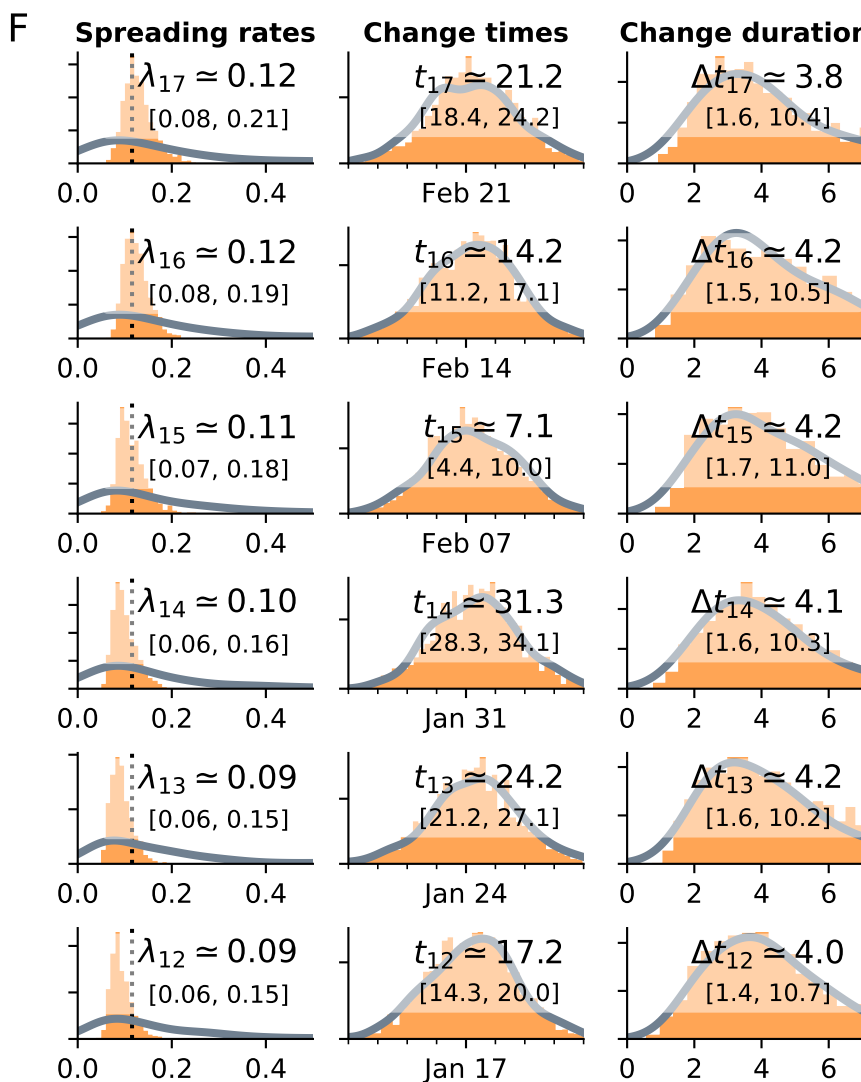 F
Spreading rates Change times Change duration
λ17 ≃ 0.12 t17 ≃ 21.2 Δt17 ≃ 3.8
[0.08, 0.21] [18.4, 24.2] [1.6, 10.4]
0.0 0.2 0.4 Feb 21 0 2 4 6
λ16 ≃ 0.12 t16 ≃ 14.2 Δt16 ≃ 4.2
[0.08, 0.19] [11.2, 17.1] [1.5, 10.5]
0.0 0.2 0.4 Feb 14 0 2 4 6
λ15 ≃ 0.11 t15 ≃ 7.1 Δt15 ≃ 4.2
[0.07, 0.18] [4.4, 10.0] [1.7, 11.0]
0.0 0.2 0.4 Feb 07 0 2 4 6
λ14 ≃ 0.10 t14 ≃ 31.3 Δt14 ≃ 4.1
[0.06, 0.16] [28.3, 34.1] [1.6, 10.3]
0.0 0.2 0.4 Jan 31 0 2 4 6
λ13 ≃ 0.09 t13 ≃ 24.2 Δt13 ≃ 4.2
[0.06, 0.15] [21.2, 27.1] [1.6, 10.2]
0.0 0.2 0.4 Jan 24 0 2 4 6
λ12 ≃ 0.09 t12 ≃ 17.2 Δt12 ≃ 4.0
[0.06, 0.15] [14.3, 20.0] [1.4, 10.7]
0.0 0.2 0.4 Jan 17 0 2 4 6